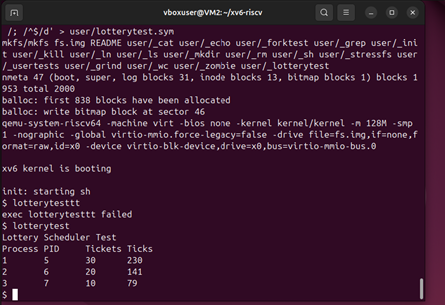 vboxuser@VM2: ~/xv6-riscv
/; /^$/d' > user/lotterytest.sym
mkfs/mkfs fs.img README user/_cat user/_echo user/_forktest user/_grep user/_ini
t user/_kill user/_ln user/_ls user/_mkdir user/_rm user/_sh user/_stressfs user
/_usertests user/_grind user/_wc user/_zombie user/_lotterytest
nmeta 47 (boot, super, log blocks 31, inode blocks 13, bitmap blocks 1) blocks 1
953 total 2000
balloc: first 838 blocks have been allocated
balloc: write bitmap block at sector 46
qemu-system-riscv64 -machine virt -bios none -kernel kernel/kernel -m 128M -smp
1 -nographic -global virtio-mmio.force-legacy=false -drive file=fs.img,if=none,f
ormat=raw,id=x0 -device virtio-blk-device,drive=x0,bus=virtio-mmio-bus.0
xv6 kernel is booting
init: starting sh
$ lotterytesttt
exec lotterytesttt failed
$ lotterytest
Lottery Scheduler Test
Process PID Tickets Ticks
1 5 30 230
2 6 20 141
3 7 10 79
$